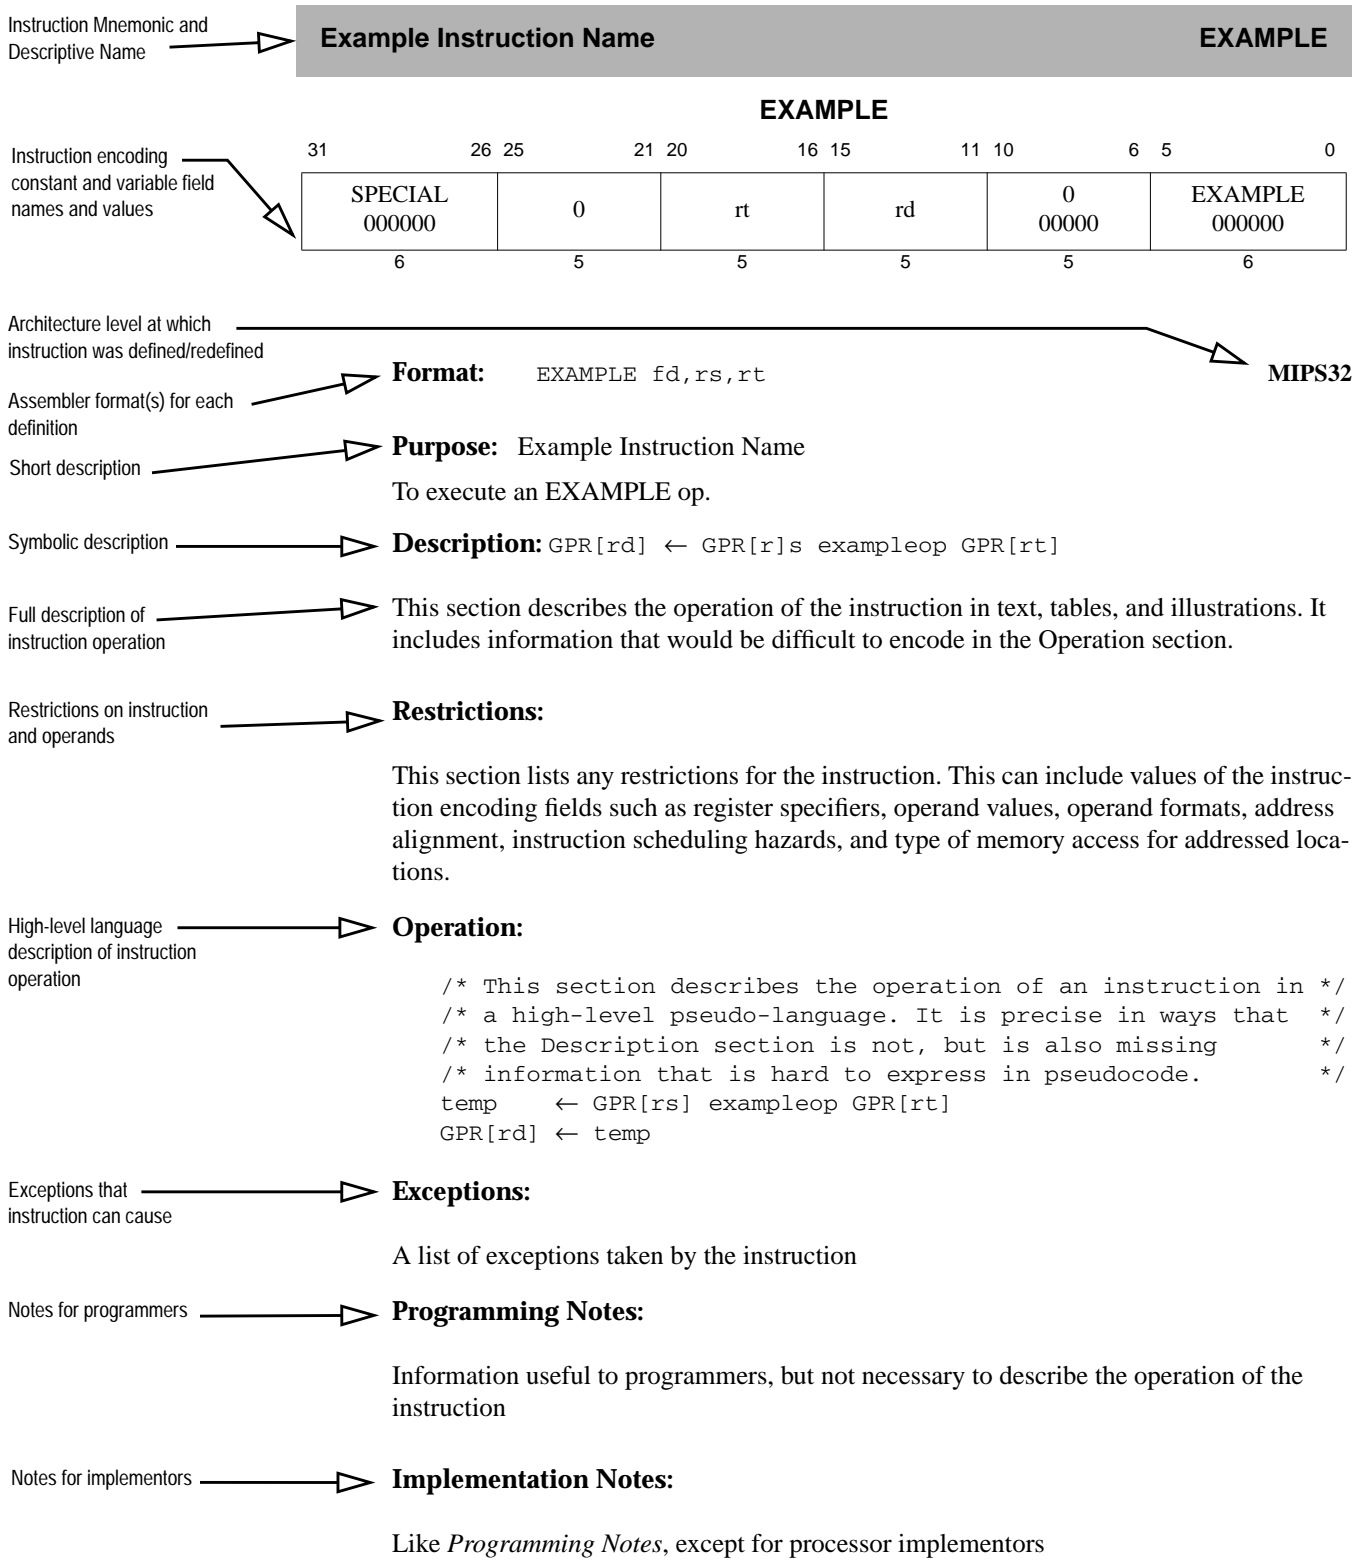 Instruction Mnemonic and
Descriptive Name
Example Instruction Name EXAMPLE
EXAMPLE
31 26 25 21 20 16 15 11 10 6 5 0
Instruction encoding
constant and variable field
names and values
SPECIAL
000000
0
rt
rd
0
00000
EXAMPLE
000000
6 5 5 5 5 6
Architecture level at which
instruction was defined/redefined
Format: EXAMPLE fd,rs,rt MIPS32
Assembler format(s) for each
definition
Purpose: Example Instruction Name
Short description
To execute an EXAMPLE op.
Symbolic description
Description: GPR[rd] ← GPR[r]s exampleop GPR[rt]
Full description of
instruction operation
This section describes the operation of the instruction in text, tables, and illustrations. It
includes information that would be difficult to encode in the Operation section.
Restrictions on instruction
and operands
Restrictions:
This section lists any restrictions for the instruction. This can include values of the instruc-
tion encoding fields such as register specifiers, operand values, operand formats, address
alignment, instruction scheduling hazards, and type of memory access for addressed loca-
tions.
High-level language
description of instruction
operation
Operation:
/* This section describes the operation of an instruction in */
/* a high-level pseudo-language. It is precise in ways that */
/* the Description section is not, but is also missing */
/* information that is hard to express in pseudocode. */
temp ← GPR[rs] exampleop GPR[rt]
GPR[rd] ← temp
Exceptions that
instruction can cause
Exceptions:
A list of exceptions taken by the instruction
Notes for programmers
Programming Notes:
Information useful to programmers, but not necessary to describe the operation of the
instruction
Notes for implementors
Implementation Notes:
Like Programming Notes, except for processor implementors